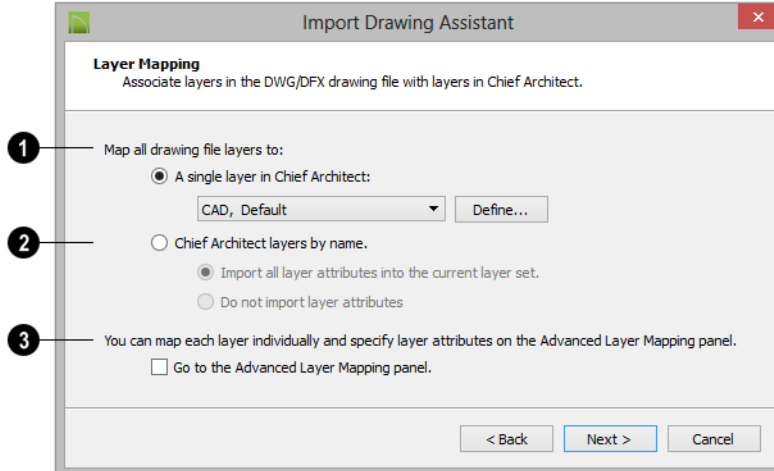 Import Drawing Assistant
×
Layer Mapping
Associate layers in the DWG/DFX drawing file with layers in Chief Architect.
1 Map all drawing file layers to:
A single layer in Chief Architect:
CAD, Default Define...
2 Chief Architect layers by name.
Import all layer attributes into the current layer set.
Do not import layer attributes
3 You can map each layer individually and specify layer attributes on the Advanced Layer Mapping panel.
Go to the Advanced Layer Mapping panel.
< Back Next > Cancel